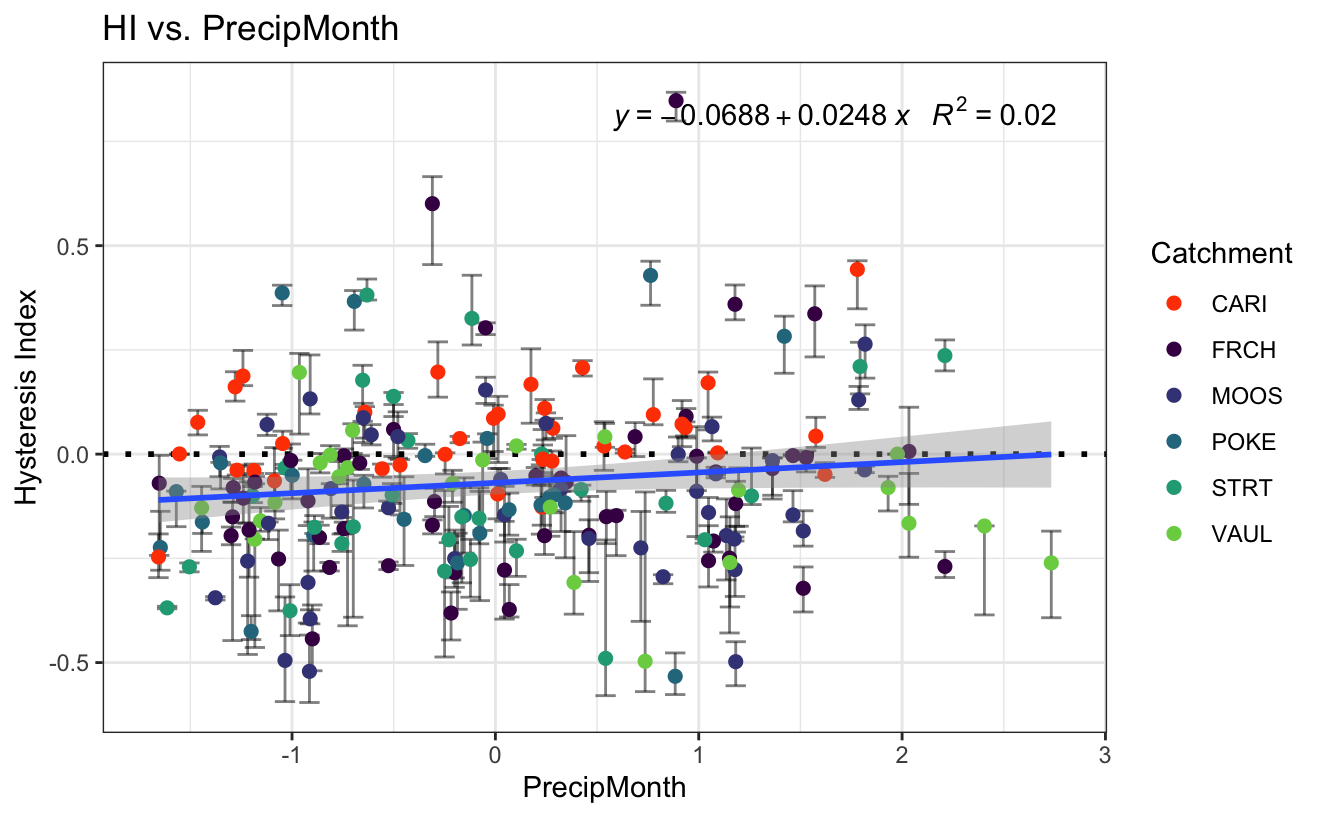 HI vs. PrecipMonth
y = −0.0688 + 0.0248 x R² = 0.02
0.5
0.0
-0.5
Hysteresis Index
-1 0 1 2 3
PrecipMonth
Catchment
CARI
FRCH
MOOS
POKE
STRT
VAUL